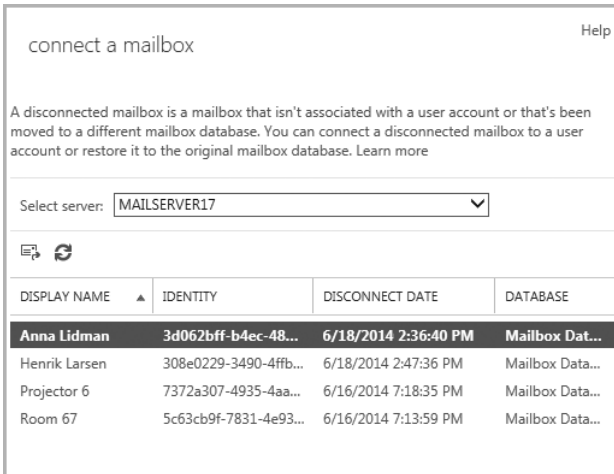 Help
connect a mailbox
A disconnected mailbox is a mailbox that isn't associated with a user account or that's been
moved to a different mailbox database. You can connect a disconnected mailbox to a user
account or restore it to the original mailbox database. Learn more
Select server: MAILSERVER17
DISPLAY NAME IDENTITY DISCONNECT DATE DATABASE
Anna Lidman 3d062bff-b4ec-48... 6/18/2014 2:36:40 PM Mailbox Dat...
Henrik Larsen 308e0229-3490-4ffb... 6/18/2014 2:47:36 PM Mailbox Data...
Projector 6 7372a307-4935-4aa... 6/16/2014 7:18:35 PM Mailbox Data...
Room 67 5c63cb9f-7831-4e93... 6/16/2014 7:13:59 PM Mailbox Data...